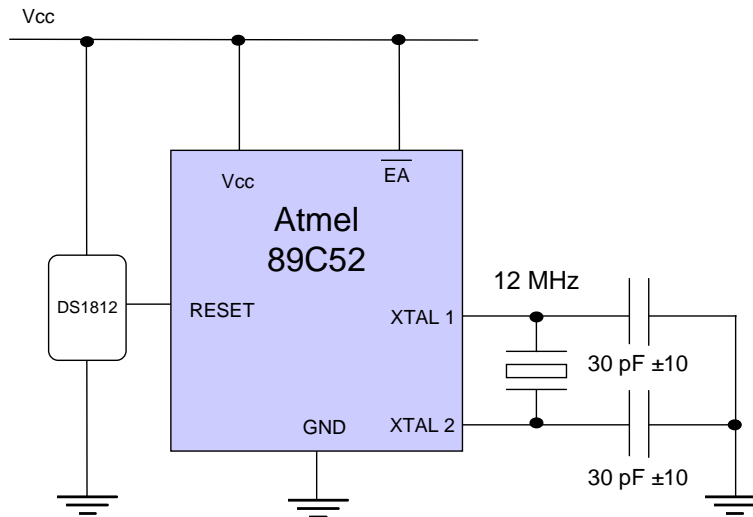 Vcc
Vcc
EA
Atmel
89C52
12 MHz
DS1812
RESET
XTAL 1
30 pF ±10
GND
XTAL 2
30 pF ±10